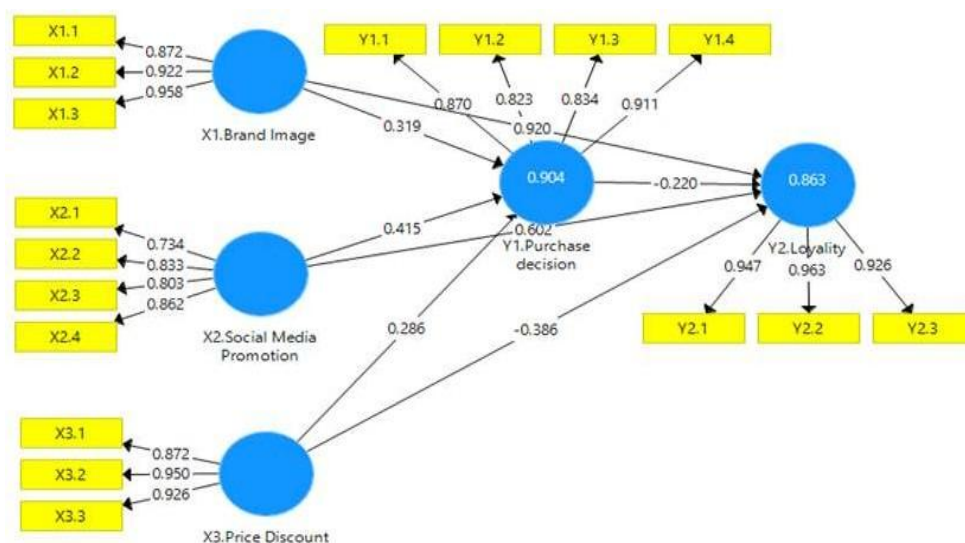 X1.1
X1.2
X1.3
0.872
0.922
0.958
X1.Brand Image
Y1.1
Y1.2
Y1.3
Y1.4
0.870
0.823
0.834
0.911
0.319
0.920
0.904
-0.220
0.863
X2.1
X2.2
X2.3
X2.4
0.734
0.833
0.803
0.862
X2.Social Media
Promotion
0.415
0.602
Y1.Purchase
decision
Y2.Loyality
0.947
0.963
0.926
Y2.1
Y2.2
Y2.3
0.286
-0.386
X3.1
X3.2
X3.3
0.872
0.950
0.926
X3.Price Discount